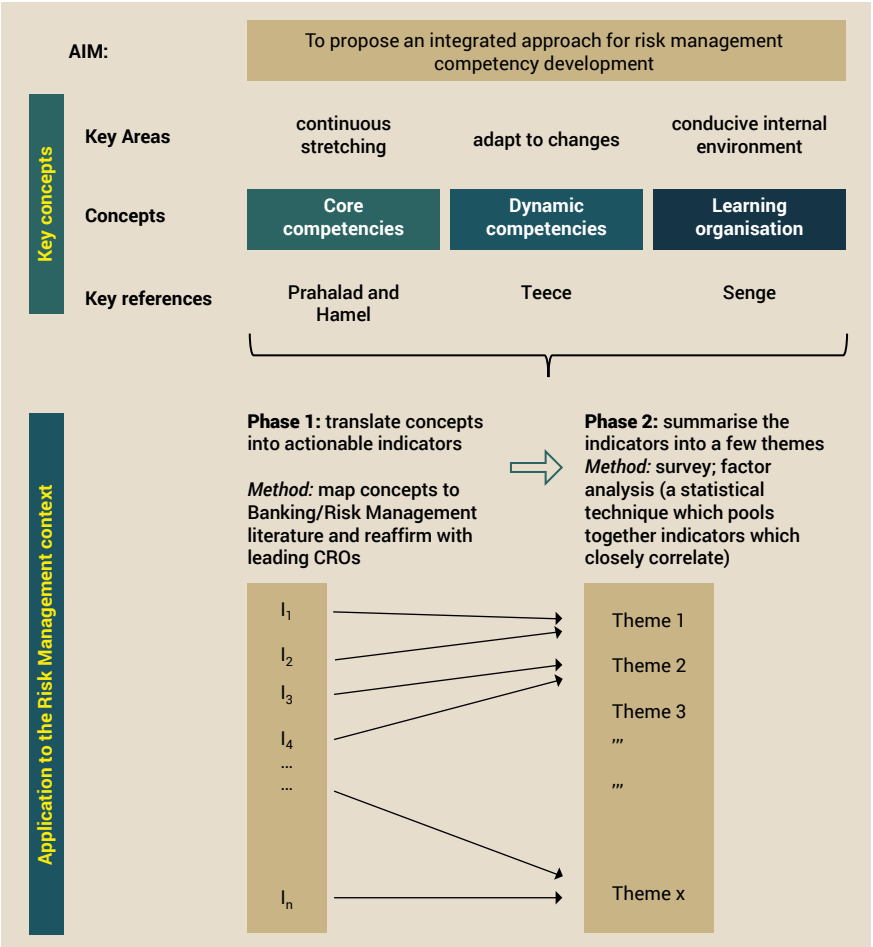 AIM:
To propose an integrated approach for risk management
competency development
Key concepts
Key Areas
continuous
stretching
adapt to changes
conducive internal
environment
Concepts
Core
competencies
Dynamic
competencies
Learning
organisation
Key references
Prahalad and
Hamel
Teece
Senge
Application to the Risk Management context
Phase 1: translate concepts
into actionable indicators
Method: map concepts to
Banking/Risk Management
literature and reaffirm with
leading CROs
Phase 2: summarise the
indicators into a few themes
Method: survey; factor
analysis (a statistical
technique which pools
together indicators which
closely correlate)
I₁
I₂
I₃
I₄
...
...
Iₙ
Theme 1
Theme 2
Theme 3
,,,
,,,
Theme x